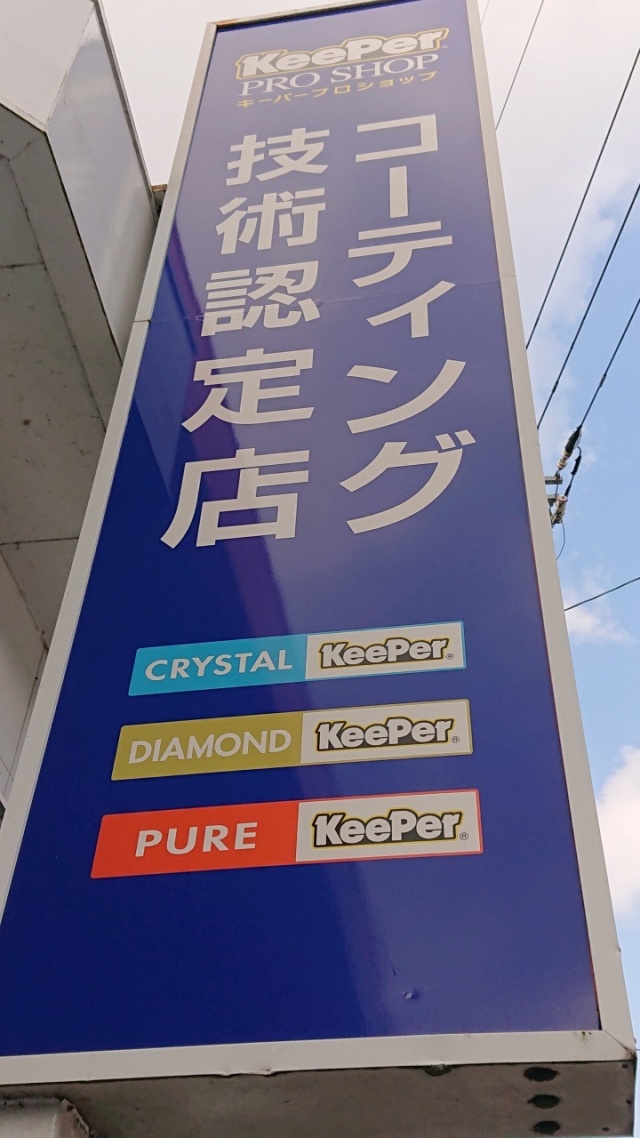 KeePer
PRO SHOP
キーパープロショップ
コーティング
技術認定店
CRYSTAL KeePer®
DIAMOND KeePer®
PURE KeePer®